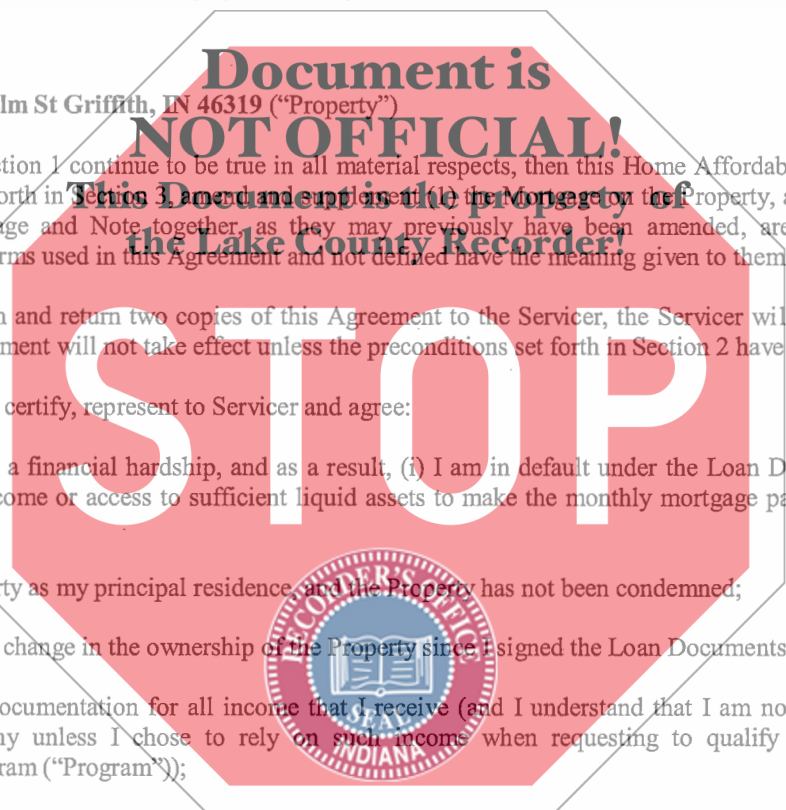 Document is
lm St Griffith, IN 46319 (“Property”)
NOT OFFICIAL!
ction 1 continue to be true in all material respects, then this Home Affordab
orth in Section 3, amend and supplement (1) the Mortgage on the Property, a
This Document is the property of
ge and Note together, as they may previously have been amended, are
the Lake County Recorder!
rms used in this Agreement and not defined have the meaning given to them
n and return two copies of this Agreement to the Servicer, the Servicer wil
ment will not take effect unless the preconditions set forth in Section 2 have
STOP
certify, represent to Servicer and agree:
a financial hardship, and as a result, (i) I am in default under the Loan D
come or access to sufficient liquid assets to make the monthly mortgage pa
rty as my principal residence, and the Property has not been condemned;
change in the ownership of the Property since I signed the Loan Documents
RECORDER'S OFFICE
SEAL
INDIANA
ocumentation for all income that I receive (and I understand that I am no
ny unless I chose to rely on such income when requesting to qualify
ram (“Program”));